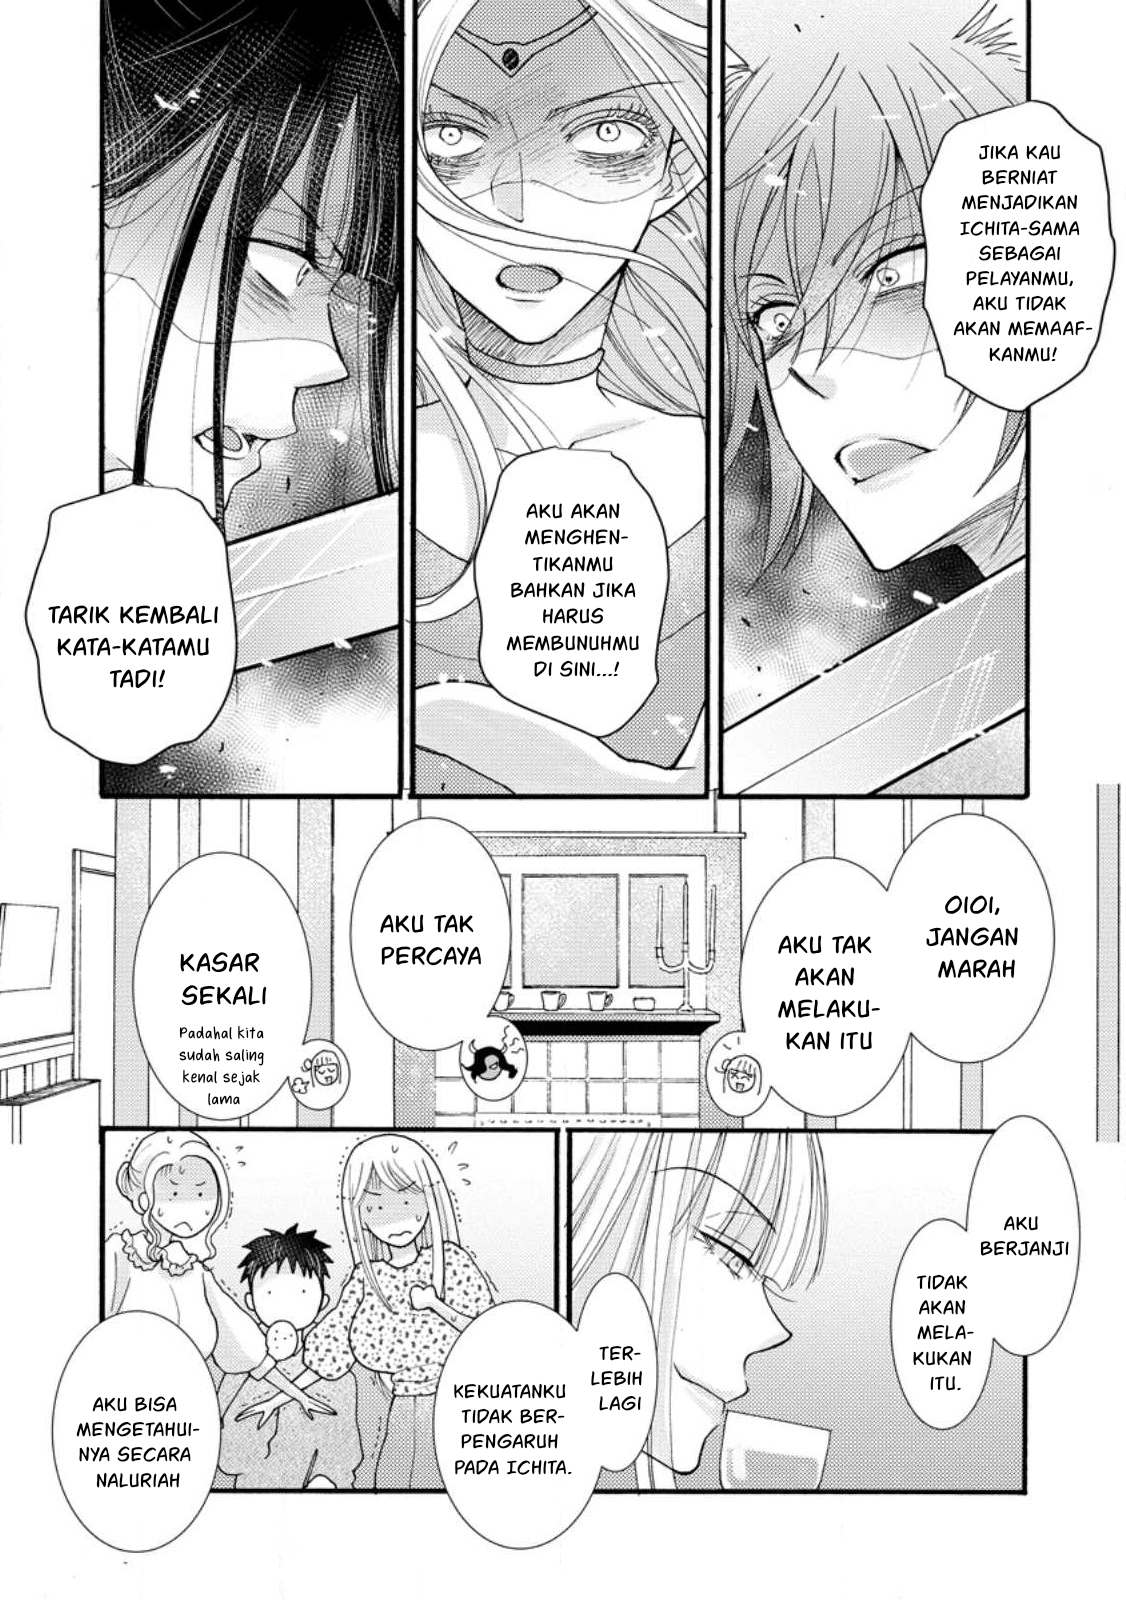 JIKA KAU
BERNIAT
MENJADIKAN
ICHITA-SAMA
SEBAGAI
PELAYANMU,
AKU TIDAK
AKAN MEMAAF-
KANMU!
AKU AKAN
MENGHEN-
TIKANMU
BAHKAN JIKA
HARUS
MEMBUNUHMU
DI SINI...!
TARIK KEMBALI
KATA-KATAMU
TADI!
OIOI,
JANGAN
MARAH
AKU TAK
AKAN
MELAKU-
KAN ITU
AKU TAK
PERCAYA
KASAR
SEKALI
Padahal kita
sudah saling
kenal sejak
lama
AKU
BERJANJI
TIDAK
AKAN
MELA-
KUKAN
ITU.
TER-
LEBIH
LAGI
KEKUATANKU
TIDAK BER-
PENGARUH
PADA ICHITA.
AKU BISA
MENGETAHUI-
NYA SECARA
NALURIAH